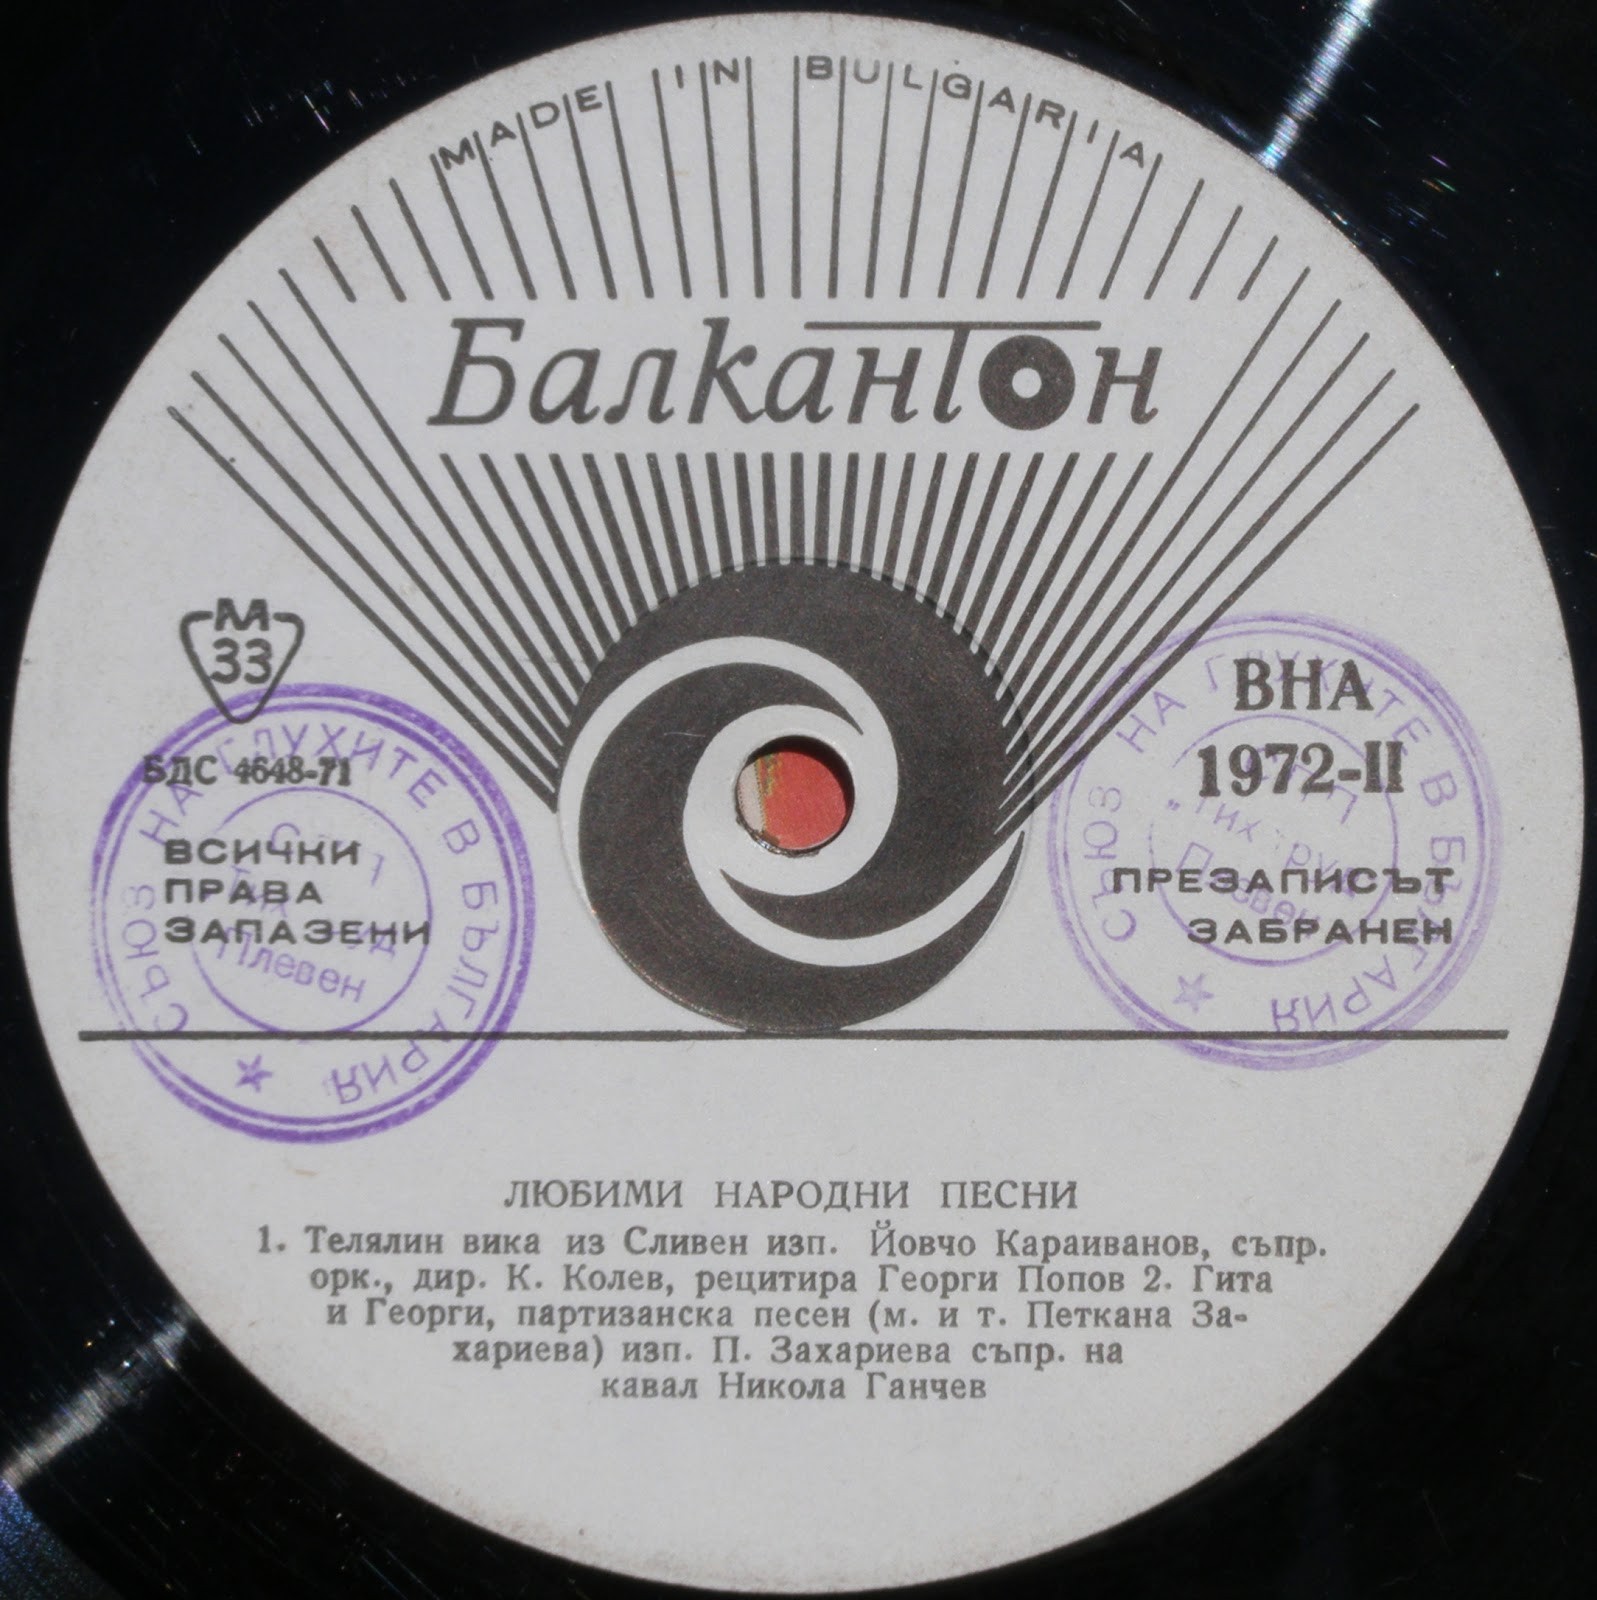 MADE IN BULGARIA
Балкантон
М
33
БДС 4648-71
ВСИЧКИ
ПРАВА
ЗАПАЗЕНИ
ВНА
1972-II
ПРЕЗАПИСЪТ
ЗАБРАНЕН
СЪЮЗ НА ГЛУХИТЕ В БЪЛГАРИЯ
Плевен
СЪЮЗ НА ГЛУХИТЕ В БЪЛГАРИЯ
Плевен
ЛЮБИМИ НАРОДНИ ПЕСНИ
1. Телялин вика из Сливен изп. Йовчо Караиванов, съпр.
орк., дир. К. Колев, рецитира Георги Попов 2. Гита
и Георги, партизанска песен (м. и т. Петкана За-
хариева) изп. П. Захариева съпр. на
кавал Никола Ганчев